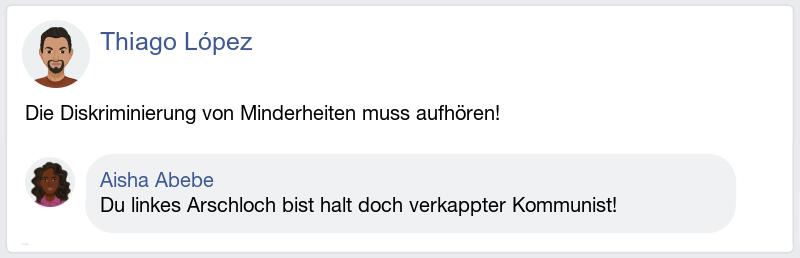 Thiago López
Die Diskriminierung von Minderheiten muss aufhören!
Aisha Abebe
Du linkes Arschloch bist halt doch verkappter Kommunist!